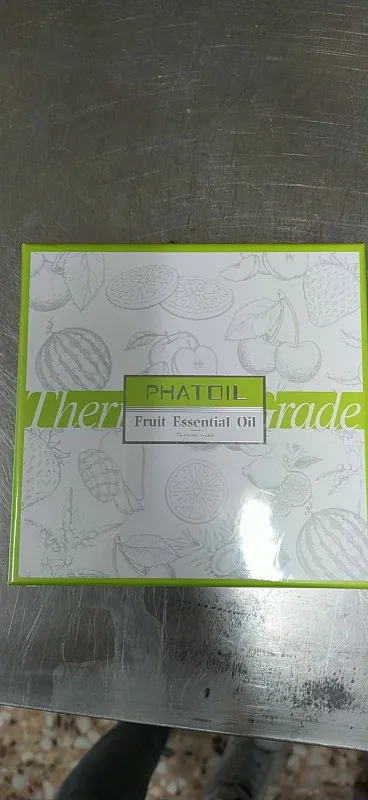 PHATOIL
Ther Grade
Fruit Essential Oil